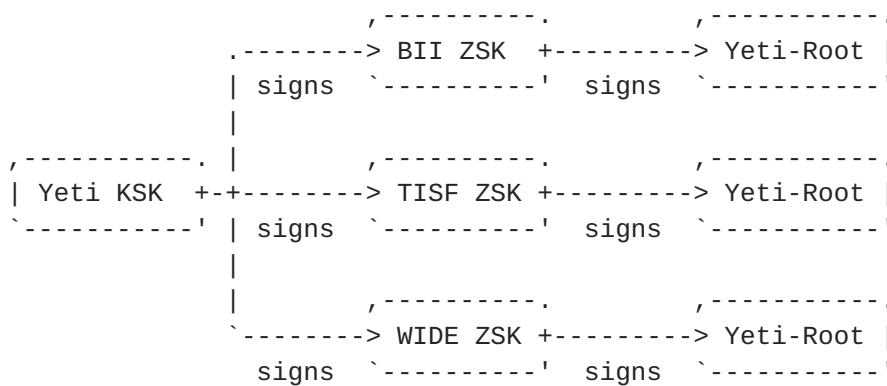 BII ZSK Yeti-Root
signs signs
Yeti KSK TISF ZSK Yeti-Root
signs signs
WIDE ZSK Yeti-Root
signs signs